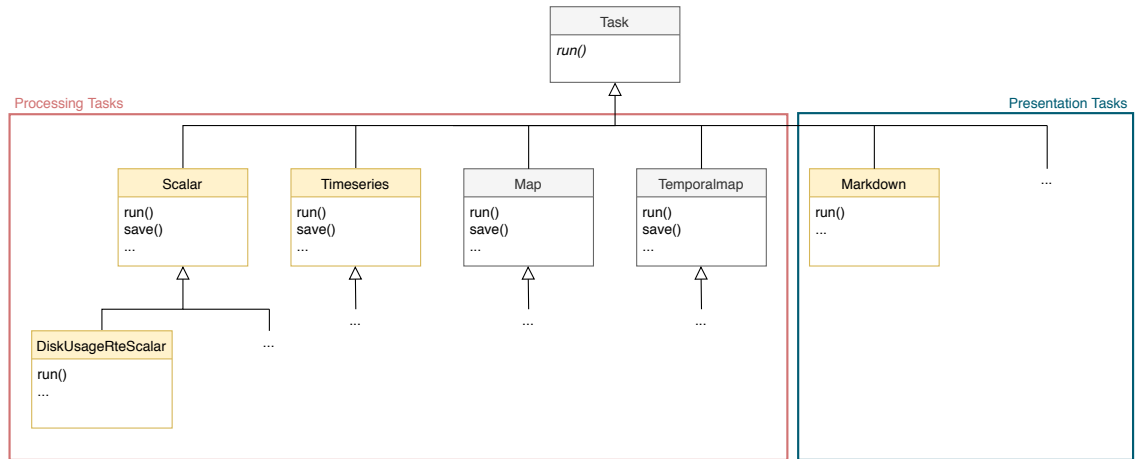 Task
run()
Processing Tasks
Presentation Tasks
Scalar
run()
save()
...
Timeseries
run()
save()
...
Map
run()
save()
...
Temporalmap
run()
save()
...
Markdown
run()
...
...
DiskUsageRteScalar
run()
...
...
...
...
...